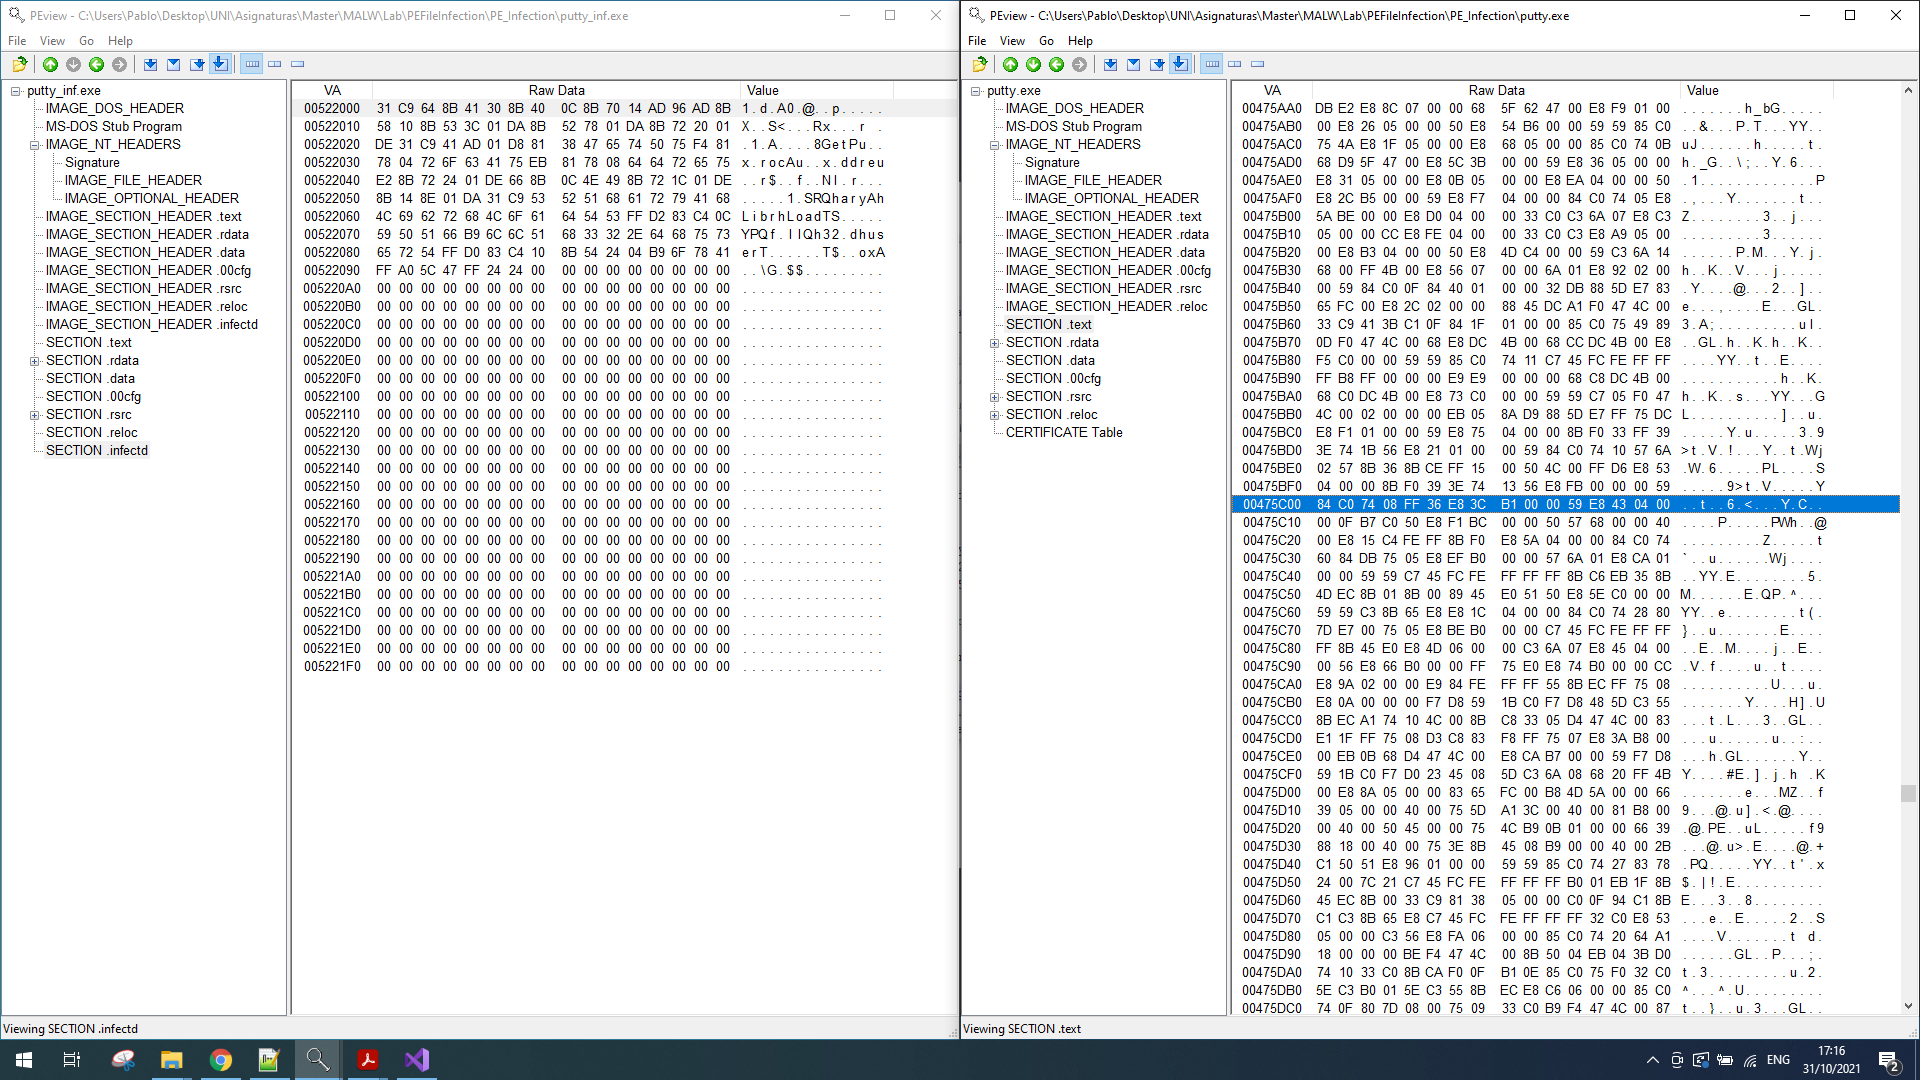 PEview - C:\Users\Pablo\Desktop\UNI\Asignaturas\Master\MALW\Lab\PEFileInfection\PE_Infection\putty_inf.exe
File View Go Help
putty_inf.exe
IMAGE_DOS_HEADER
MS-DOS Stub Program
IMAGE_NT_HEADERS
Signature
IMAGE_FILE_HEADER
IMAGE_OPTIONAL_HEADER
IMAGE_SECTION_HEADER .text
IMAGE_SECTION_HEADER .rdata
IMAGE_SECTION_HEADER .data
IMAGE_SECTION_HEADER .00cfg
IMAGE_SECTION_HEADER .rsrc
IMAGE_SECTION_HEADER .reloc
IMAGE_SECTION_HEADER .infectd
SECTION .text
SECTION .rdata
SECTION .data
SECTION .00cfg
SECTION .rsrc
SECTION .reloc
SECTION .infectd
VA Raw Data Value
00522000 31 C9 64 8B 41 30 8B 40 0C 8B 70 14 AD 96 AD 8B 1.d.A0.@..p.....
00522010 58 10 8B 53 3C 01 DA 8B 52 78 01 DA 8B 72 20 01 X..S<...Rx...r .
00522020 DE 31 C9 41 AD 01 D8 81 38 47 65 74 50 75 F4 81 .1.A....8GetPu..
00522030 78 04 72 6F 63 41 75 EB 81 78 08 64 64 72 65 75 x.rocAu..x.ddreu
00522040 E2 8B 72 24 01 DE 66 8B 0C 4E 49 8B 72 1C 01 DE ..r$..f..NI.r...
00522050 8B 14 8E 01 DA 31 C9 53 52 51 68 61 72 79 41 68 .....1.SRQharyAh
00522060 4C 69 62 72 68 4C 6F 61 64 54 53 FF D2 83 C4 0C LibrhLoadTS.....
00522070 59 50 51 66 B9 6C 6C 51 68 33 32 2E 64 68 75 73 YPQf.llQh32.dhus
00522080 65 72 54 FF D0 83 C4 10 8B 54 24 04 B9 6F 78 41 erT......T$..oxA
00522090 FF A0 5C 47 FF 24 24 00 00 00 00 00 00 00 00 00 ..\G.$$.........
005220A0 00 00 00 00 00 00 00 00 00 00 00 00 00 00 00 00 ................
005220B0 00 00 00 00 00 00 00 00 00 00 00 00 00 00 00 00 ................
005220C0 00 00 00 00 00 00 00 00 00 00 00 00 00 00 00 00 ................
005220D0 00 00 00 00 00 00 00 00 00 00 00 00 00 00 00 00 ................
005220E0 00 00 00 00 00 00 00 00 00 00 00 00 00 00 00 00 ................
005220F0 00 00 00 00 00 00 00 00 00 00 00 00 00 00 00 00 ................
00522100 00 00 00 00 00 00 00 00 00 00 00 00 00 00 00 00 ................
00522110 00 00 00 00 00 00 00 00 00 00 00 00 00 00 00 00 ................
00522120 00 00 00 00 00 00 00 00 00 00 00 00 00 00 00 00 ................
00522130 00 00 00 00 00 00 00 00 00 00 00 00 00 00 00 00 ................
00522140 00 00 00 00 00 00 00 00 00 00 00 00 00 00 00 00 ................
00522150 00 00 00 00 00 00 00 00 00 00 00 00 00 00 00 00 ................
00522160 00 00 00 00 00 00 00 00 00 00 00 00 00 00 00 00 ................
00522170 00 00 00 00 00 00 00 00 00 00 00 00 00 00 00 00 ................
00522180 00 00 00 00 00 00 00 00 00 00 00 00 00 00 00 00 ................
00522190 00 00 00 00 00 00 00 00 00 00 00 00 00 00 00 00 ................
005221A0 00 00 00 00 00 00 00 00 00 00 00 00 00 00 00 00 ................
005221B0 00 00 00 00 00 00 00 00 00 00 00 00 00 00 00 00 ................
005221C0 00 00 00 00 00 00 00 00 00 00 00 00 00 00 00 00 ................
005221D0 00 00 00 00 00 00 00 00 00 00 00 00 00 00 00 00 ................
005221E0 00 00 00 00 00 00 00 00 00 00 00 00 00 00 00 00 ................
005221F0 00 00 00 00 00 00 00 00 00 00 00 00 00 00 00 00 ................
Viewing SECTION .infectd
PEview - C:\Users\Pablo\Desktop\UNI\Asignaturas\Master\MALW\Lab\PEFileInfection\PE_Infection\putty.exe
File View Go Help
putty.exe
IMAGE_DOS_HEADER
MS-DOS Stub Program
IMAGE_NT_HEADERS
Signature
IMAGE_FILE_HEADER
IMAGE_OPTIONAL_HEADER
IMAGE_SECTION_HEADER .text
IMAGE_SECTION_HEADER .rdata
IMAGE_SECTION_HEADER .data
IMAGE_SECTION_HEADER .00cfg
IMAGE_SECTION_HEADER .rsrc
IMAGE_SECTION_HEADER .reloc
SECTION .text
SECTION .rdata
SECTION .data
SECTION .00cfg
SECTION .rsrc
SECTION .reloc
CERTIFICATE Table
VA Raw Data Value
00475AA0 DB E2 E8 8C 07 00 00 68 5F 62 47 00 E8 F9 01 00 .......h_bG.....
00475AB0 00 E8 26 05 00 00 50 E8 54 B6 00 00 59 59 85 C0 ..&...P.T...YY..
00475AC0 75 4A E8 1F 05 00 00 E8 80 05 00 00 85 C0 74 0B uJ............t.
00475AD0 68 D9 5F 47 00 E8 5C 3B 00 00 59 E8 36 05 00 00 h._G..\;..Y.6...
00475AE0 E8 31 05 00 00 E8 0B 05 00 00 E8 EA 04 00 00 50 .1.............P
00475AF0 E8 2C B5 00 00 59 E8 F7 04 00 00 84 C0 74 05 E8 .,...Y.......t..
00475B00 5A BE 00 00 E8 D0 04 00 00 33 C0 C3 6A 07 E8 C3 Z........3..j...
00475B10 05 00 00 CC E8 FE 04 00 00 33 C0 C3 E8 A9 05 00 .........3......
00475B20 00 E8 B3 04 00 00 50 E8 4D C4 00 00 59 C3 6A 14 ......P.M...Y.j.
00475B30 68 00 FF 4B 00 E8 56 07 00 00 6A 01 E8 92 02 00 h..K..V...j.....
00475B40 00 59 84 C0 0F 84 40 01 00 00 32 DB 88 5D E7 83 .Y....@...2..]..
00475B50 65 FC 00 E8 2C 02 00 00 88 45 DC A1 F0 47 4C 00 e...,....E...GL.
00475B60 33 C9 41 3B C1 0F 84 1F 01 00 00 85 C0 75 49 89 3.A;.........uI.
00475B70 0D F0 47 4C 00 68 E8 DC 4B 00 68 CC DC 4B 00 E8 ..GL.h..K.h..K..
00475B80 F5 C0 00 00 59 59 85 C0 74 11 C7 45 FC FE FF FF ....YY..t..E....
00475B90 FF B8 FF 00 00 00 E9 E9 00 00 00 68 C8 DC 4B 00 ...........h..K.
00475BA0 68 C0 DC 4B 00 E8 73 C0 00 00 59 59 C7 05 F0 47 h..K..s...YY...G
00475BB0 4C 00 02 00 00 00 EB 05 8A D9 88 5D E7 FF 75 DC L..........]..u.
00475BC0 E8 F1 01 00 00 59 E8 75 04 00 00 8B F0 33 FF 39 .....Y.u.....3.9
00475BD0 3E 74 1B 56 E8 21 01 00 00 59 84 C0 74 10 57 6A >t.V.!...Y..t.Wj
00475BE0 02 57 8B 36 8B CE FF 15 00 50 4C 00 FF D6 E8 53 .W.6.....PL....S
00475BF0 04 00 00 8B F0 39 3E 74 13 56 E8 FB 00 00 00 59 .....9>t.V.....Y
00475C00 84 C0 74 08 FF 36 E8 3C B1 00 00 59 E8 43 04 00 ..t..6.<...Y.C..
00475C10 00 0F B7 C0 50 E8 F1 BC 00 00 50 57 68 00 00 40 ....P.....PWh..@
00475C20 00 E8 15 C4 FE FF 8B F0 E8 5A 04 00 00 84 C0 74 .........Z.....t
00475C30 60 84 DB 75 05 E8 EF B0 00 00 57 6A 01 E8 CA 01 `..u......Wj....
00475C40 00 00 59 59 C7 45 FC FE FF FF FF 8B C6 EB 35 8B ..YY.E........5.
00475C50 4D EC 8B 01 8B 00 89 45 E0 51 50 E8 5E C0 00 00 M......E.QP.^...
00475C60 59 59 C3 8B 65 E8 E8 1C 04 00 00 84 C0 74 28 80 YY..e........t(.
00475C70 7D E7 00 75 05 E8 BE B0 00 00 C7 45 FC FE FF FF }..u.......E....
00475C80 FF 8B 45 E0 E8 4D 06 00 00 C3 6A 07 E8 45 04 00 ..E..M....j..E..
00475C90 00 56 E8 66 B0 00 00 FF 75 E0 E8 74 B0 00 00 CC .V.f....u..t....
00475CA0 E8 9A 02 00 00 E9 84 FE FF FF 55 8B EC FF 75 08 ..........U...u.
00475CB0 E8 0A 00 00 00 F7 D8 59 1B C0 F7 D8 48 5D C3 55 .......Y....H].U
00475CC0 8B EC A1 74 10 4C 00 8B C8 33 05 D4 47 4C 00 83 ...t.L...3..GL..
00475CD0 E1 1F FF 75 08 D3 C8 83 F8 FF 75 07 E8 3A B8 00 ...u......u..:..
00475CE0 00 EB 0B 68 D4 47 4C 00 E8 CA B7 00 00 59 F7 D8 ...h.GL......Y..
00475CF0 59 1B C0 F7 D0 23 45 08 5D C3 6A 08 68 20 FF 4B Y....#E.].j.h .K
00475D00 00 E8 8A 05 00 00 83 65 FC 00 B8 4D 5A 00 00 66 .......e...MZ..f
00475D10 39 05 00 00 40 00 75 5D A1 3C 00 40 00 81 B8 00 9...@.u].<.@....
00475D20 00 40 00 50 45 00 00 75 4C B9 0B 01 00 00 66 39 .@.PE..uL.....f9
00475D30 88 18 00 40 00 75 3E 8B 45 08 B9 00 00 40 00 2B ...@.u>.E....@.+
00475D40 C1 50 51 E8 96 01 00 00 59 59 85 C0 74 27 83 78 .PQ.....YY..t'.x
00475D50 24 00 7C 21 C7 45 FC FE FF FF FF B0 01 EB 1F 8B $.|!.E..........
00475D60 45 EC 8B 00 33 C9 81 38 05 00 00 C0 0F 94 C1 8B E...3..8........
00475D70 C1 C3 8B 65 E8 C7 45 FC FE FF FF FF 32 C0 E8 53 ...e..E.....2..S
00475D80 05 00 00 C3 56 E8 FA 06 00 00 85 C0 74 20 64 A1 ....V.......t d.
00475D90 18 00 00 00 BE F4 47 4C 00 8B 50 04 EB 04 3B D0 ......GL..P...;.
00475DA0 74 10 33 C0 8B CA F0 0F B1 0E 85 C0 75 F0 32 C0 t.3.........u.2.
00475DB0 5E C3 B0 01 5E C3 55 8B EC E8 C6 06 00 00 85 C0 ^...^.U.........
00475DC0 74 0F 80 7D 08 00 75 09 33 C0 B9 F4 47 4C 00 87 t..}..u.3...GL..
Viewing SECTION .text
ENG
17:16
31/10/2021
2